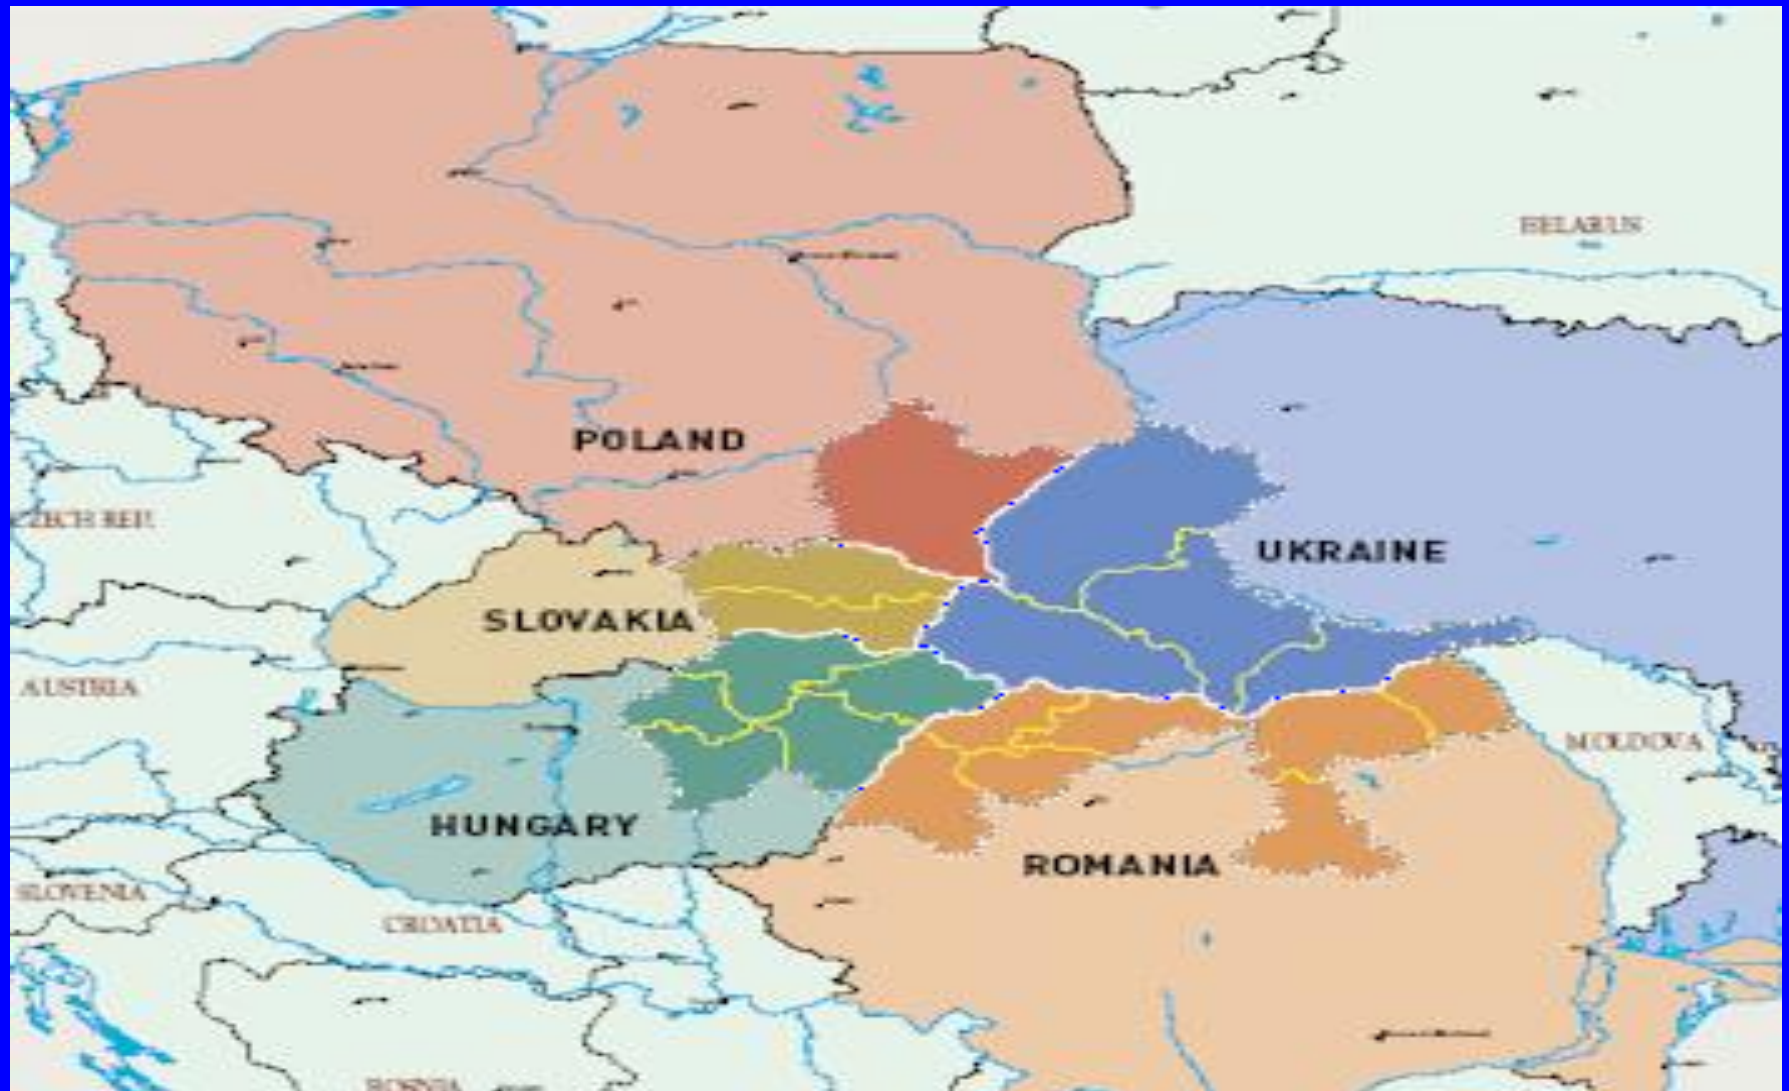 BELARUS
POLAND
CZECH REP.
UKRAINE
SLOVAKIA
AUSTRIA
MOLDOVA
HUNGARY
ROMANIA
SLOVENIA
CROATIA
BOSNIA